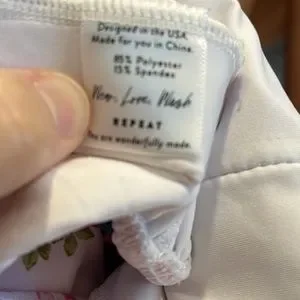 Designed in the USA.
Made for you in China.
85% Polyester
15% Spandex
Love, Wash
REPEAT
You are wonderfully made.